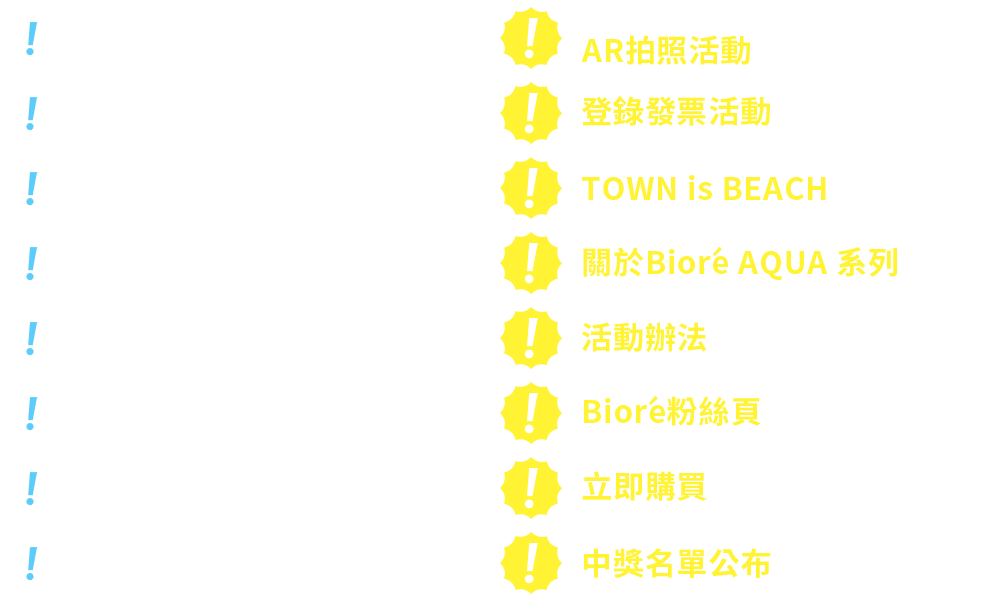 ! ! AR拍照活動
! ! 登錄發票活動
! ! TOWN is BEACH
! ! 關於Bioré AQUA 系列
! ! 活動辦法
! ! Bioré粉絲頁
! ! 立即購買
! ! 中獎名單公布